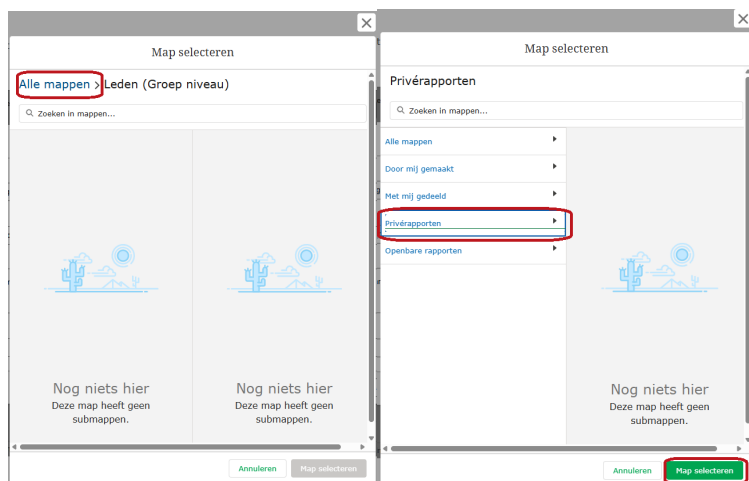 Map selecteren
Alle mappen > Leden (Groep niveau)
Zoeken in mappen...
Nog niets hier
Deze map heeft geen
submappen.
Nog niets hier
Deze map heeft geen
submappen.
Annuleren
Map selecteren
Map selecteren
Privérapporten
Zoeken in mappen...
Alle mappen
Door mij gemaakt
Met mij gedeeld
Privérapporten
Openbare rapporten
Nog niets hier
Deze map heeft geen
submappen.
Annuleren
Map selecteren